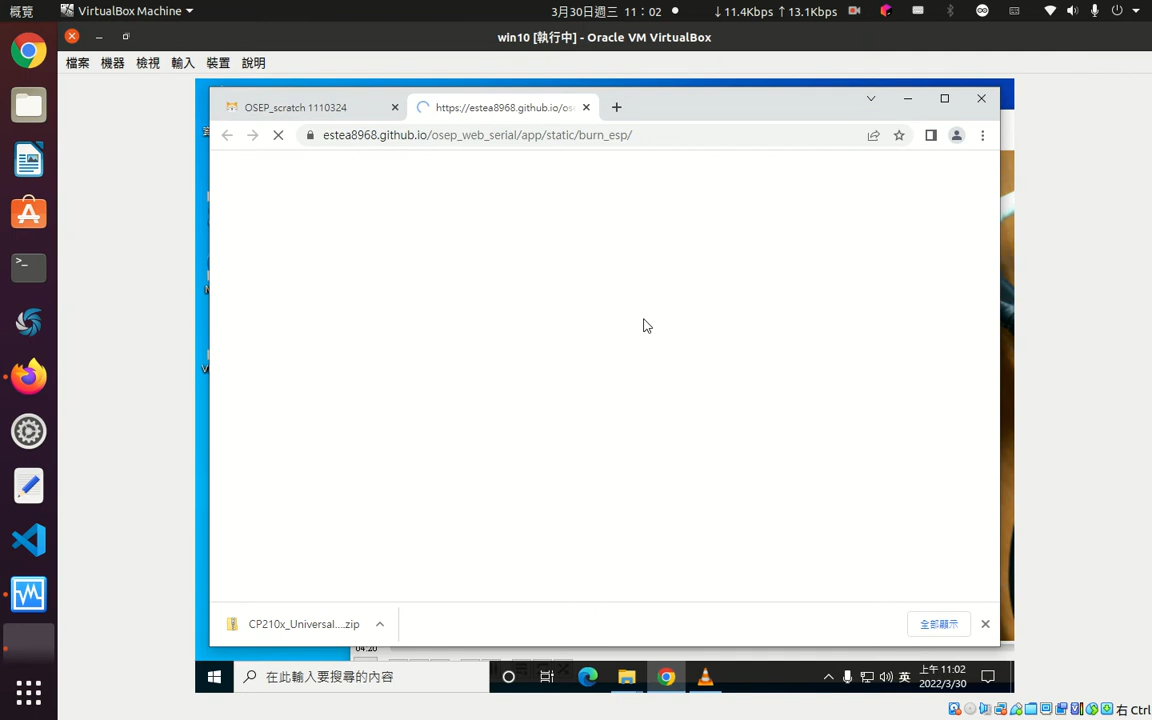 概覽
VirtualBox Machine
3月30日週三 11：02
↓11.4Kbps↑13.1Kbps
win10 [執行中] - Oracle VM VirtualBox
檔案
機器
檢視
輸入
裝置
說明
OSEP_scratch 1110324
https://estea8968.github.io/os
estea8968.github.io/osep_web_serial/app/static/burn_esp/
CP210x_Universal....zip
全部顯示
04:20
在此輸入要搜尋的內容
英
上午 11:02
2022/3/30
右 Ctrl